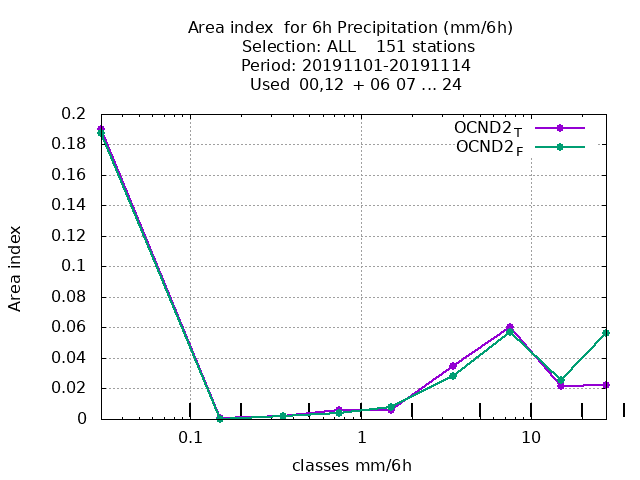 Area index  for 6h Precipitation (mm/6h)
Selection: ALL    151 stations
Period: 20191101-20191114
Used  00,12  + 06 07 ... 24
OCND2T
OCND2F
0.2
0.18
0.16
0.14
0.12
0.1
0.08
0.06
0.04
0.02
0
Area index
0.1
1
10
classes mm/6h